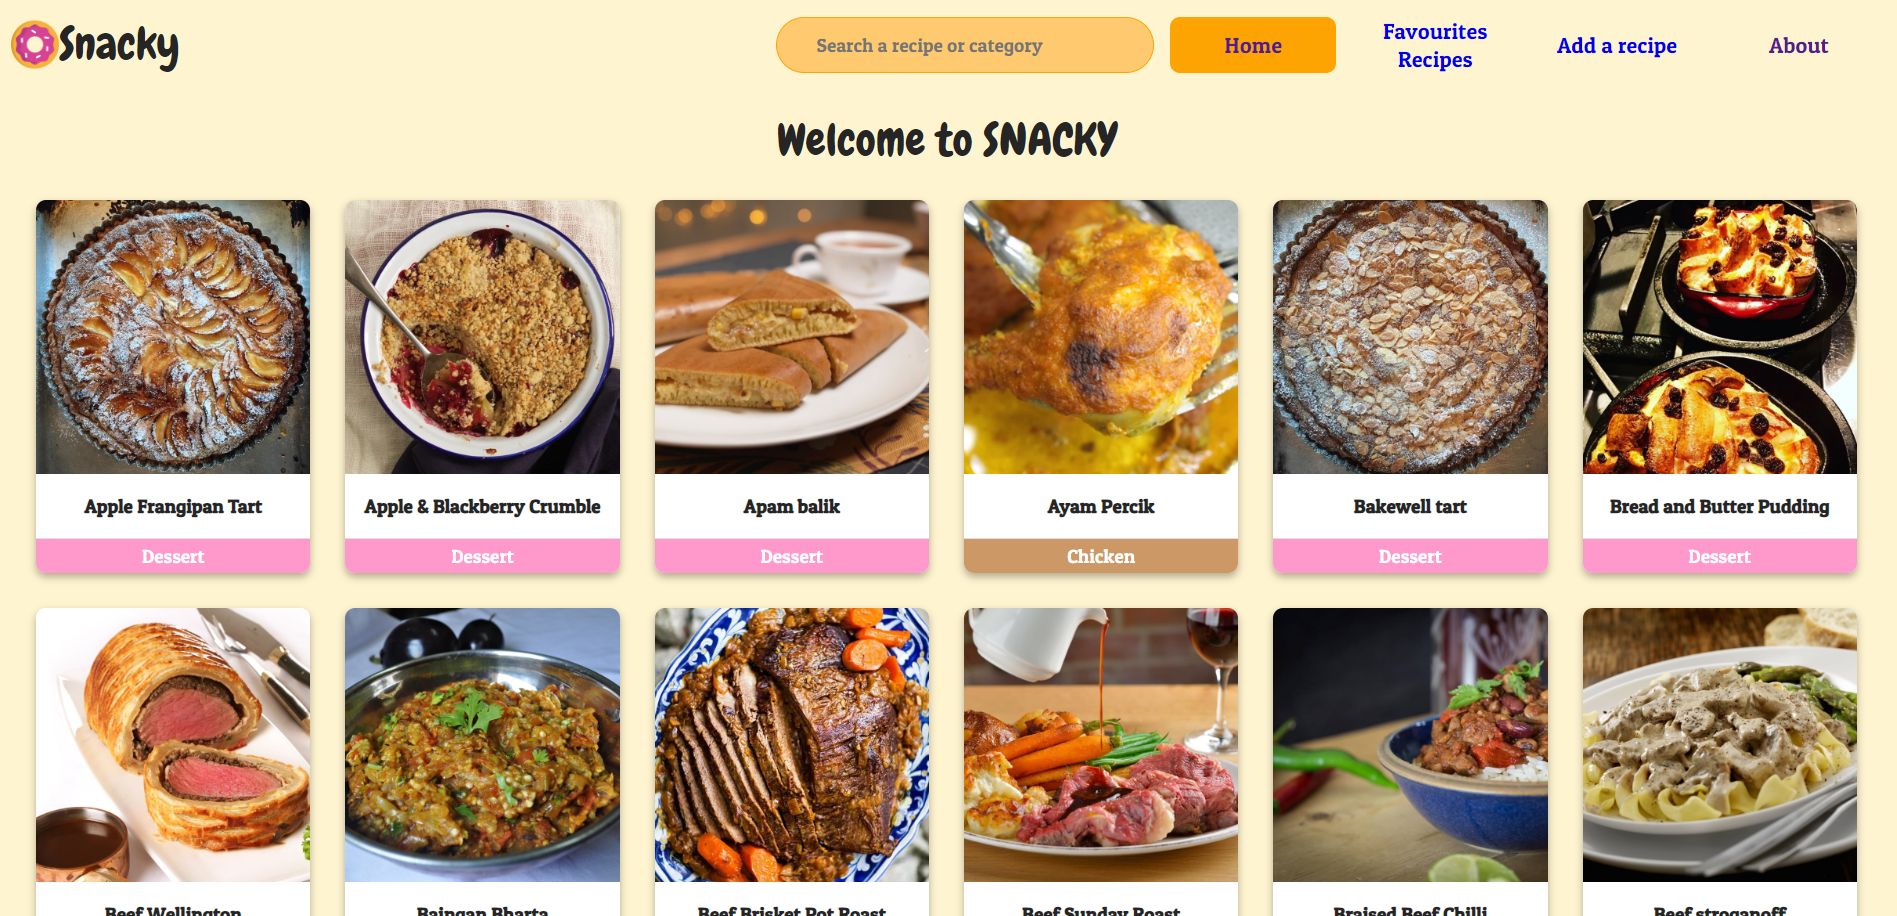 Snacky
Search a recipe or category
Home
Favourites
Recipes
Add a recipe
About
Welcome to SNACKY
Apple Frangipan Tart
Apple & Blackberry Crumble
Apam balik
Ayam Percik
Bakewell tart
Bread and Butter Pudding
Dessert
Dessert
Dessert
Chicken
Dessert
Dessert
Beef Wellington
Baingan Bharta
Beef Brisket Pot Roast
Beef Sunday Roast
Braised Beef Chilli
Beef stroganoff